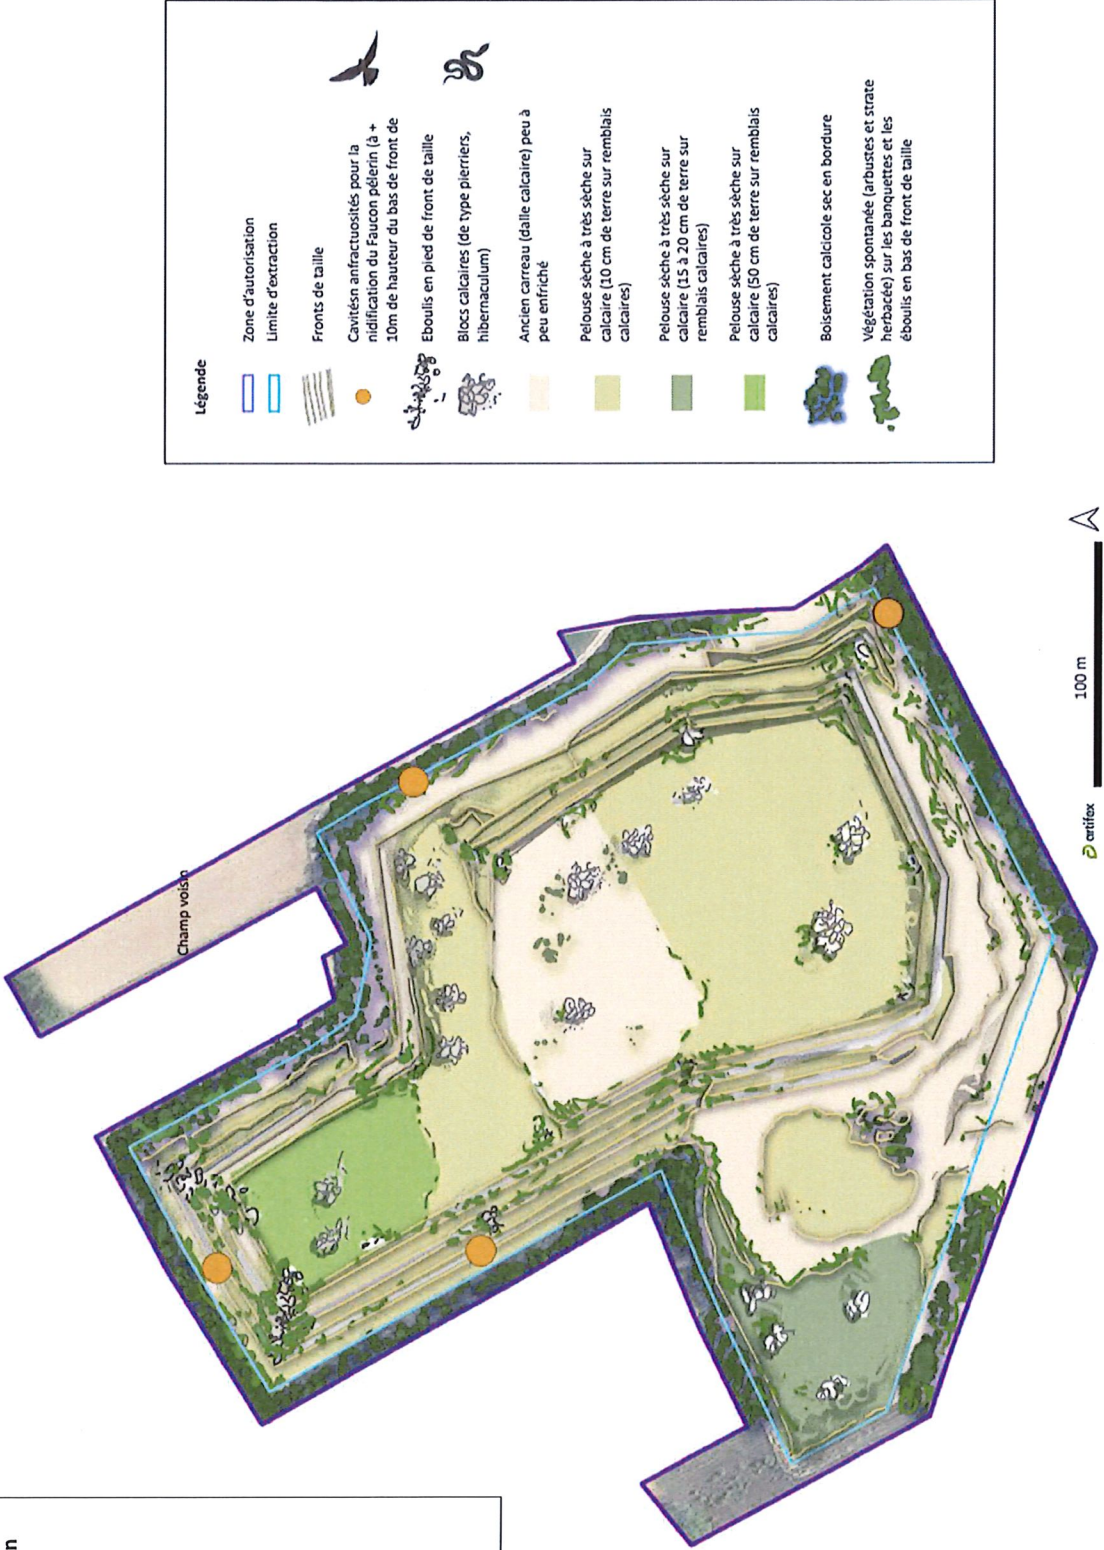 n
Champ voisin
Légende
Zone d'autorisation
Limite d'extraction
Fronts de taille
Cavitésn anfractuosités pour la
nidification du Faucon pélerin (à +
10m de hauteur du bas de front de
Eboulis en pied de front de taille
Blocs calcaires (de type pierriers,
hibernaculum)
Ancien carreau (dalle calcaire) peu à
peu enfriché
Pelouse sèche à très sèche sur
calcaire (10 cm de terre sur remblais
calcaires)
Pelouse sèche à très sèche sur
calcaire (15 à 20 cm de terre sur
remblais calcaires)
Pelouse sèche à très sèche sur
calcaire (50 cm de terre sur remblais
calcaires)
Boisement calcicole sec en bordure
Végétation spontanée (arbustes et strate
herbacée) sur les banquettes et les
éboulis en bas de front de taille
artifex
100 m